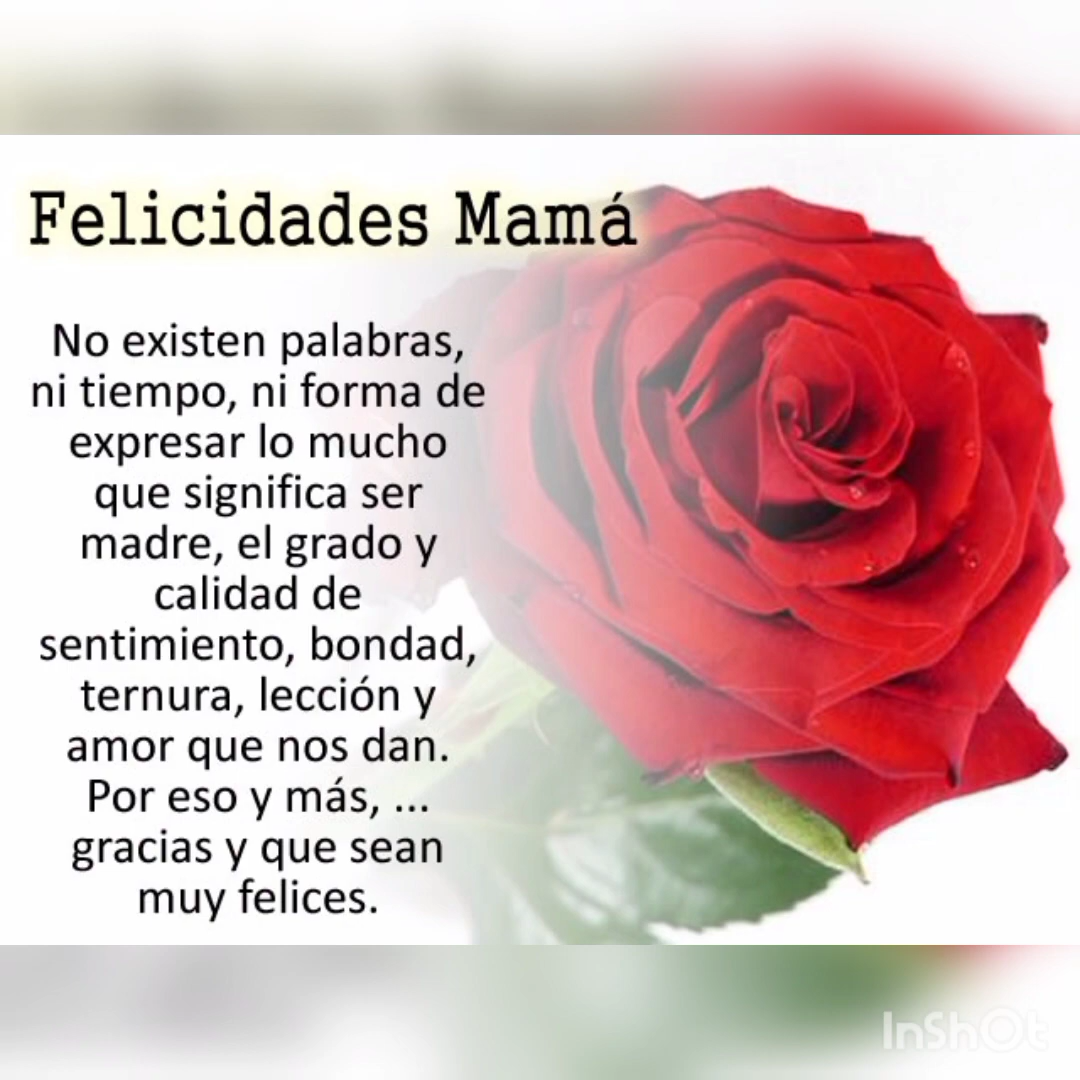 Felicidades Mamá
No existen palabras,
ni tiempo, ni forma de
expresar lo mucho
que significa ser
madre, el grado y
calidad de
sentimiento, bondad,
ternura, lección y
amor que nos dan.
Por eso y más, ...
gracias y que sean
muy felices.
InShOt